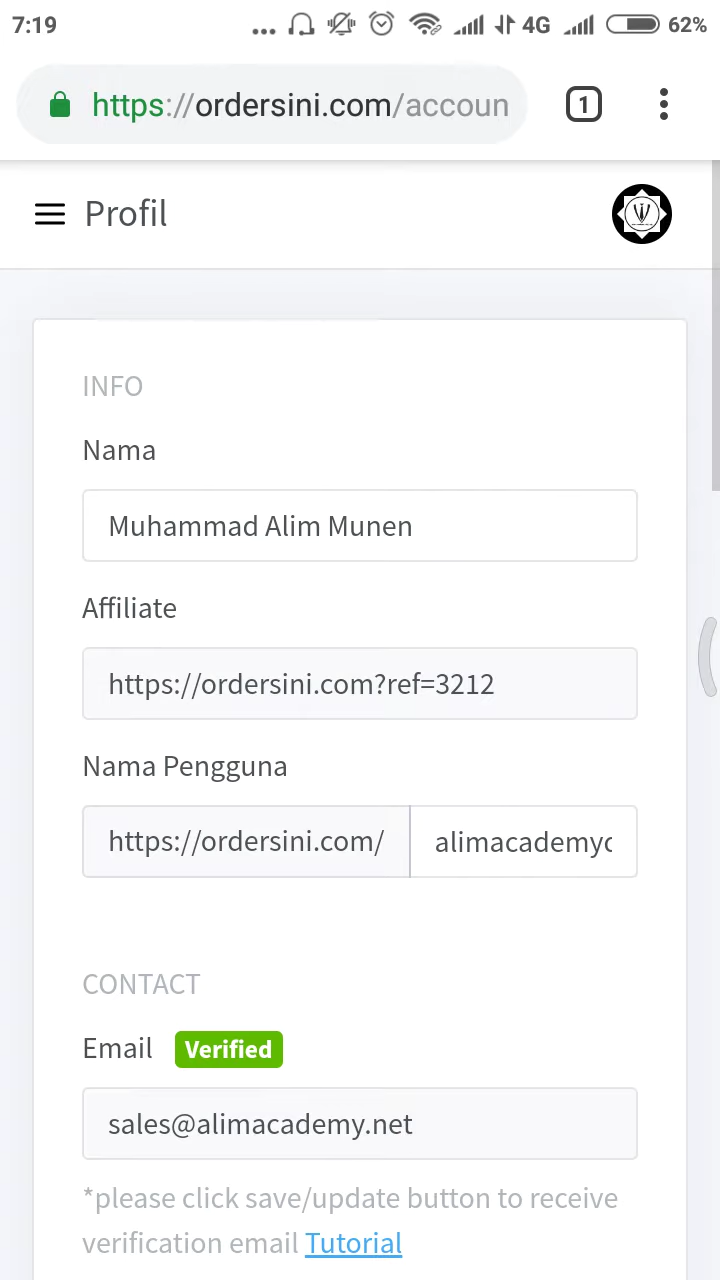 7:19 ... 4G 62%
https://ordersini.com/accoun 1
Profil
INFO
Nama
Muhammad Alim Munen
Affiliate
https://ordersini.com?ref=3212
Nama Pengguna
https://ordersini.com/ alimacademy
CONTACT
Email Verified
sales@alimacademy.net
*please click save/update button to receive
verification email Tutorial